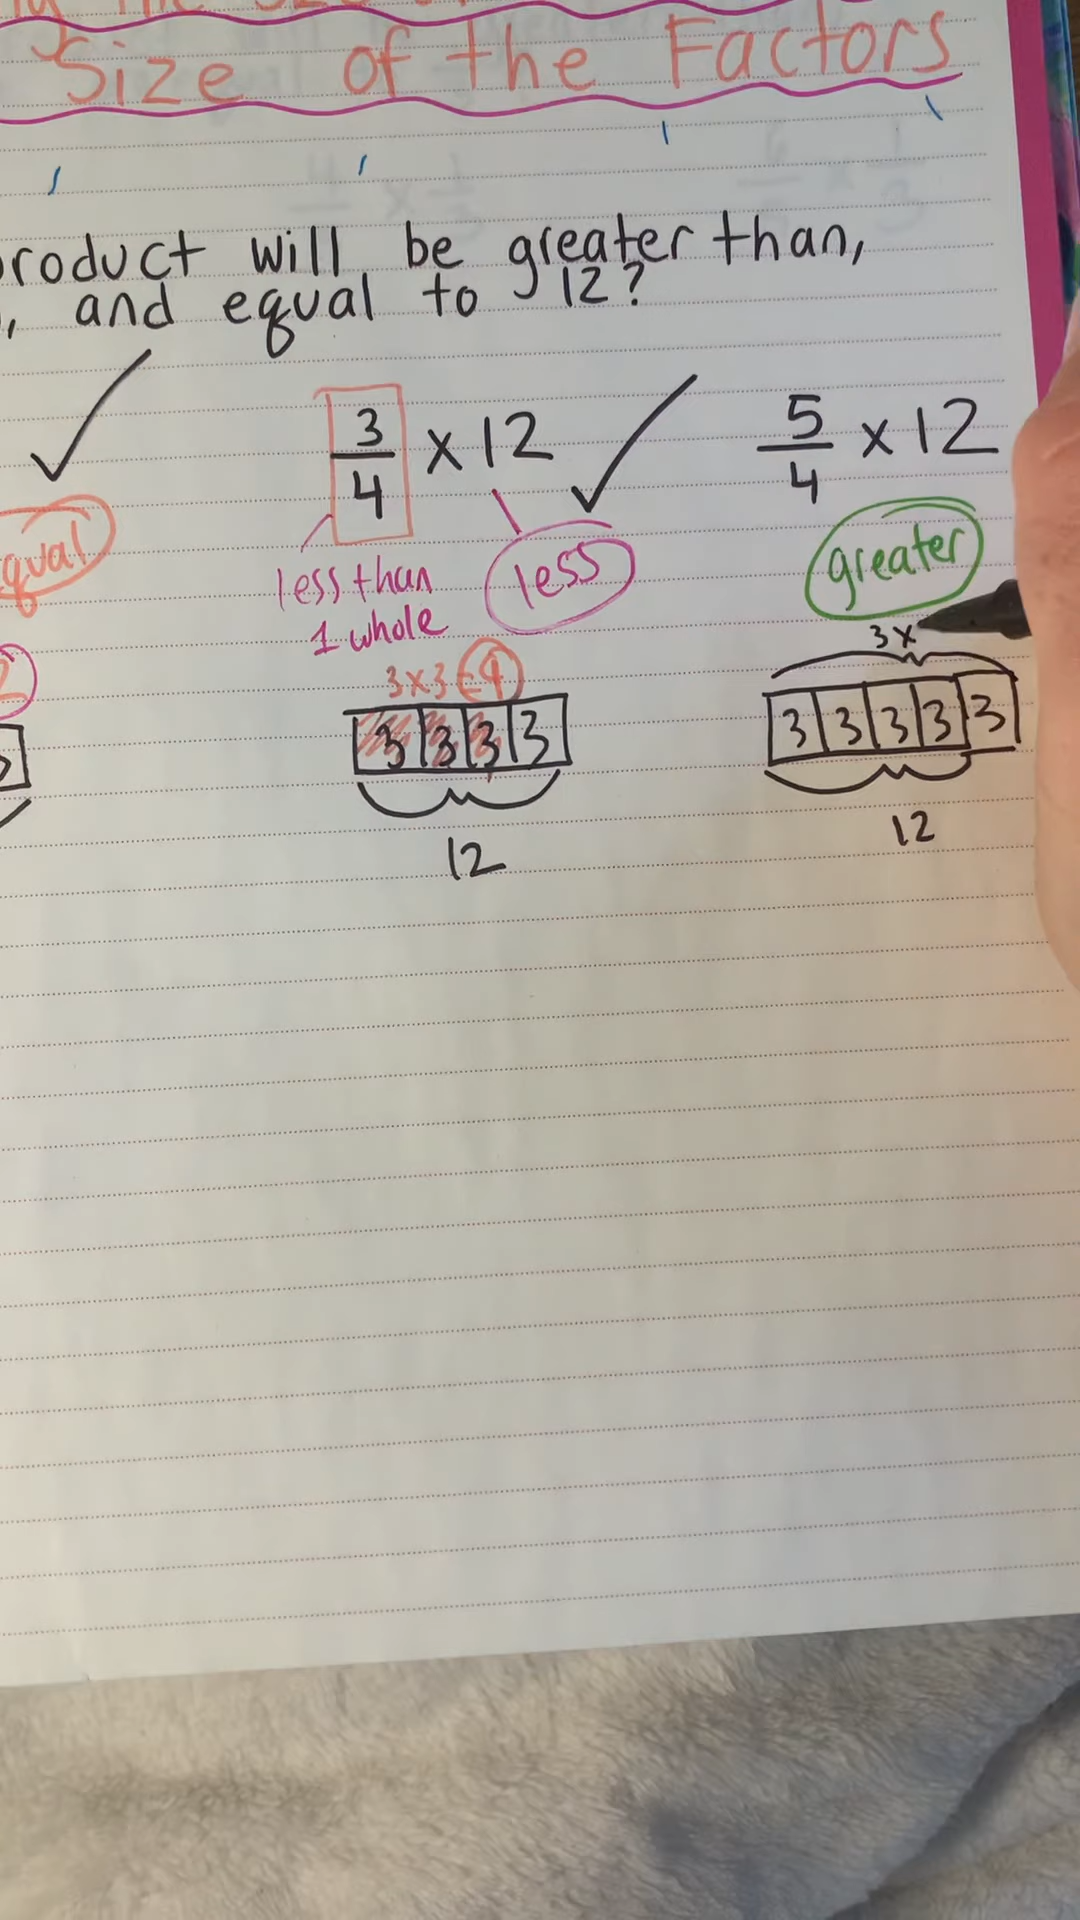 Size of the Factors
roduct will be greater than,
, and equal to 12?
3/4 x 12
5/4 x 12
qual
less than
1 whole
less
greater
3x3=9
3x
3 3 3 3
3 3 3 3 3
12
12